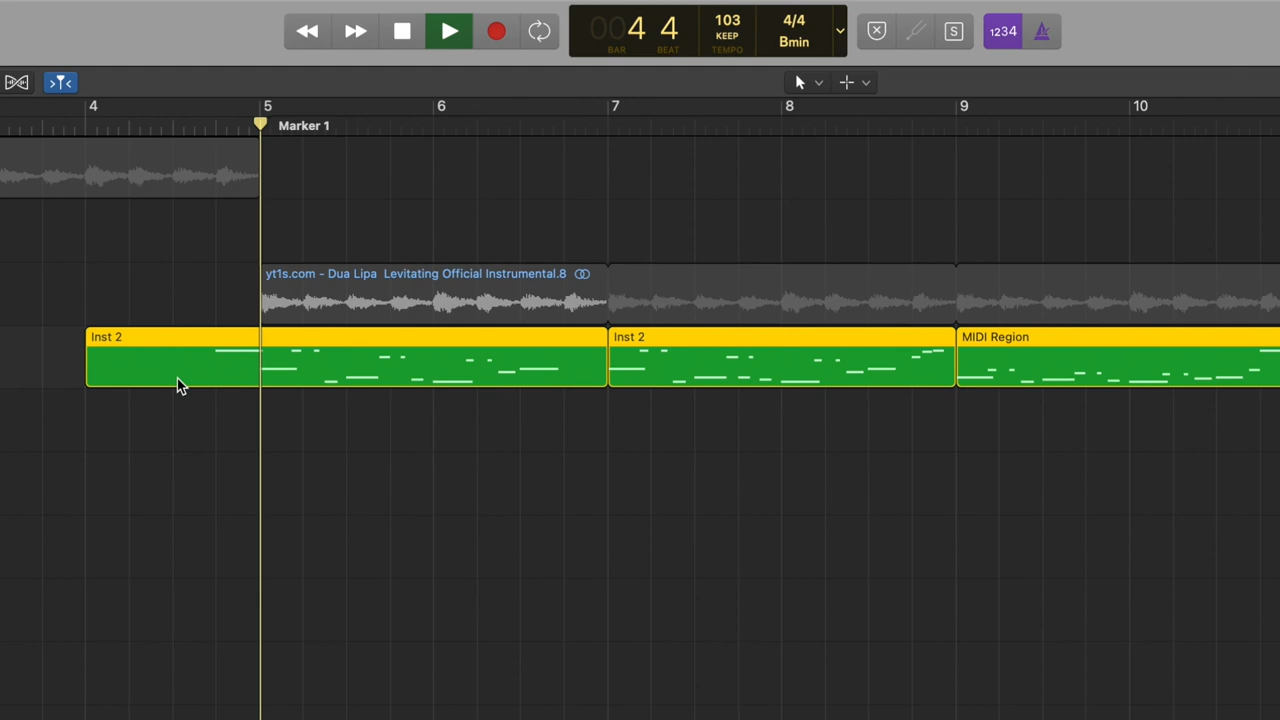 004 4
BAR BEAT
103
KEEP
TEMPO
4/4
Bmin
S
1234
4 5 6 7 8 9 10
Marker 1
yt1s.com - Dua Lipa  Levitating Official Instrumental.8
Inst 2
Inst 2
MIDI Region